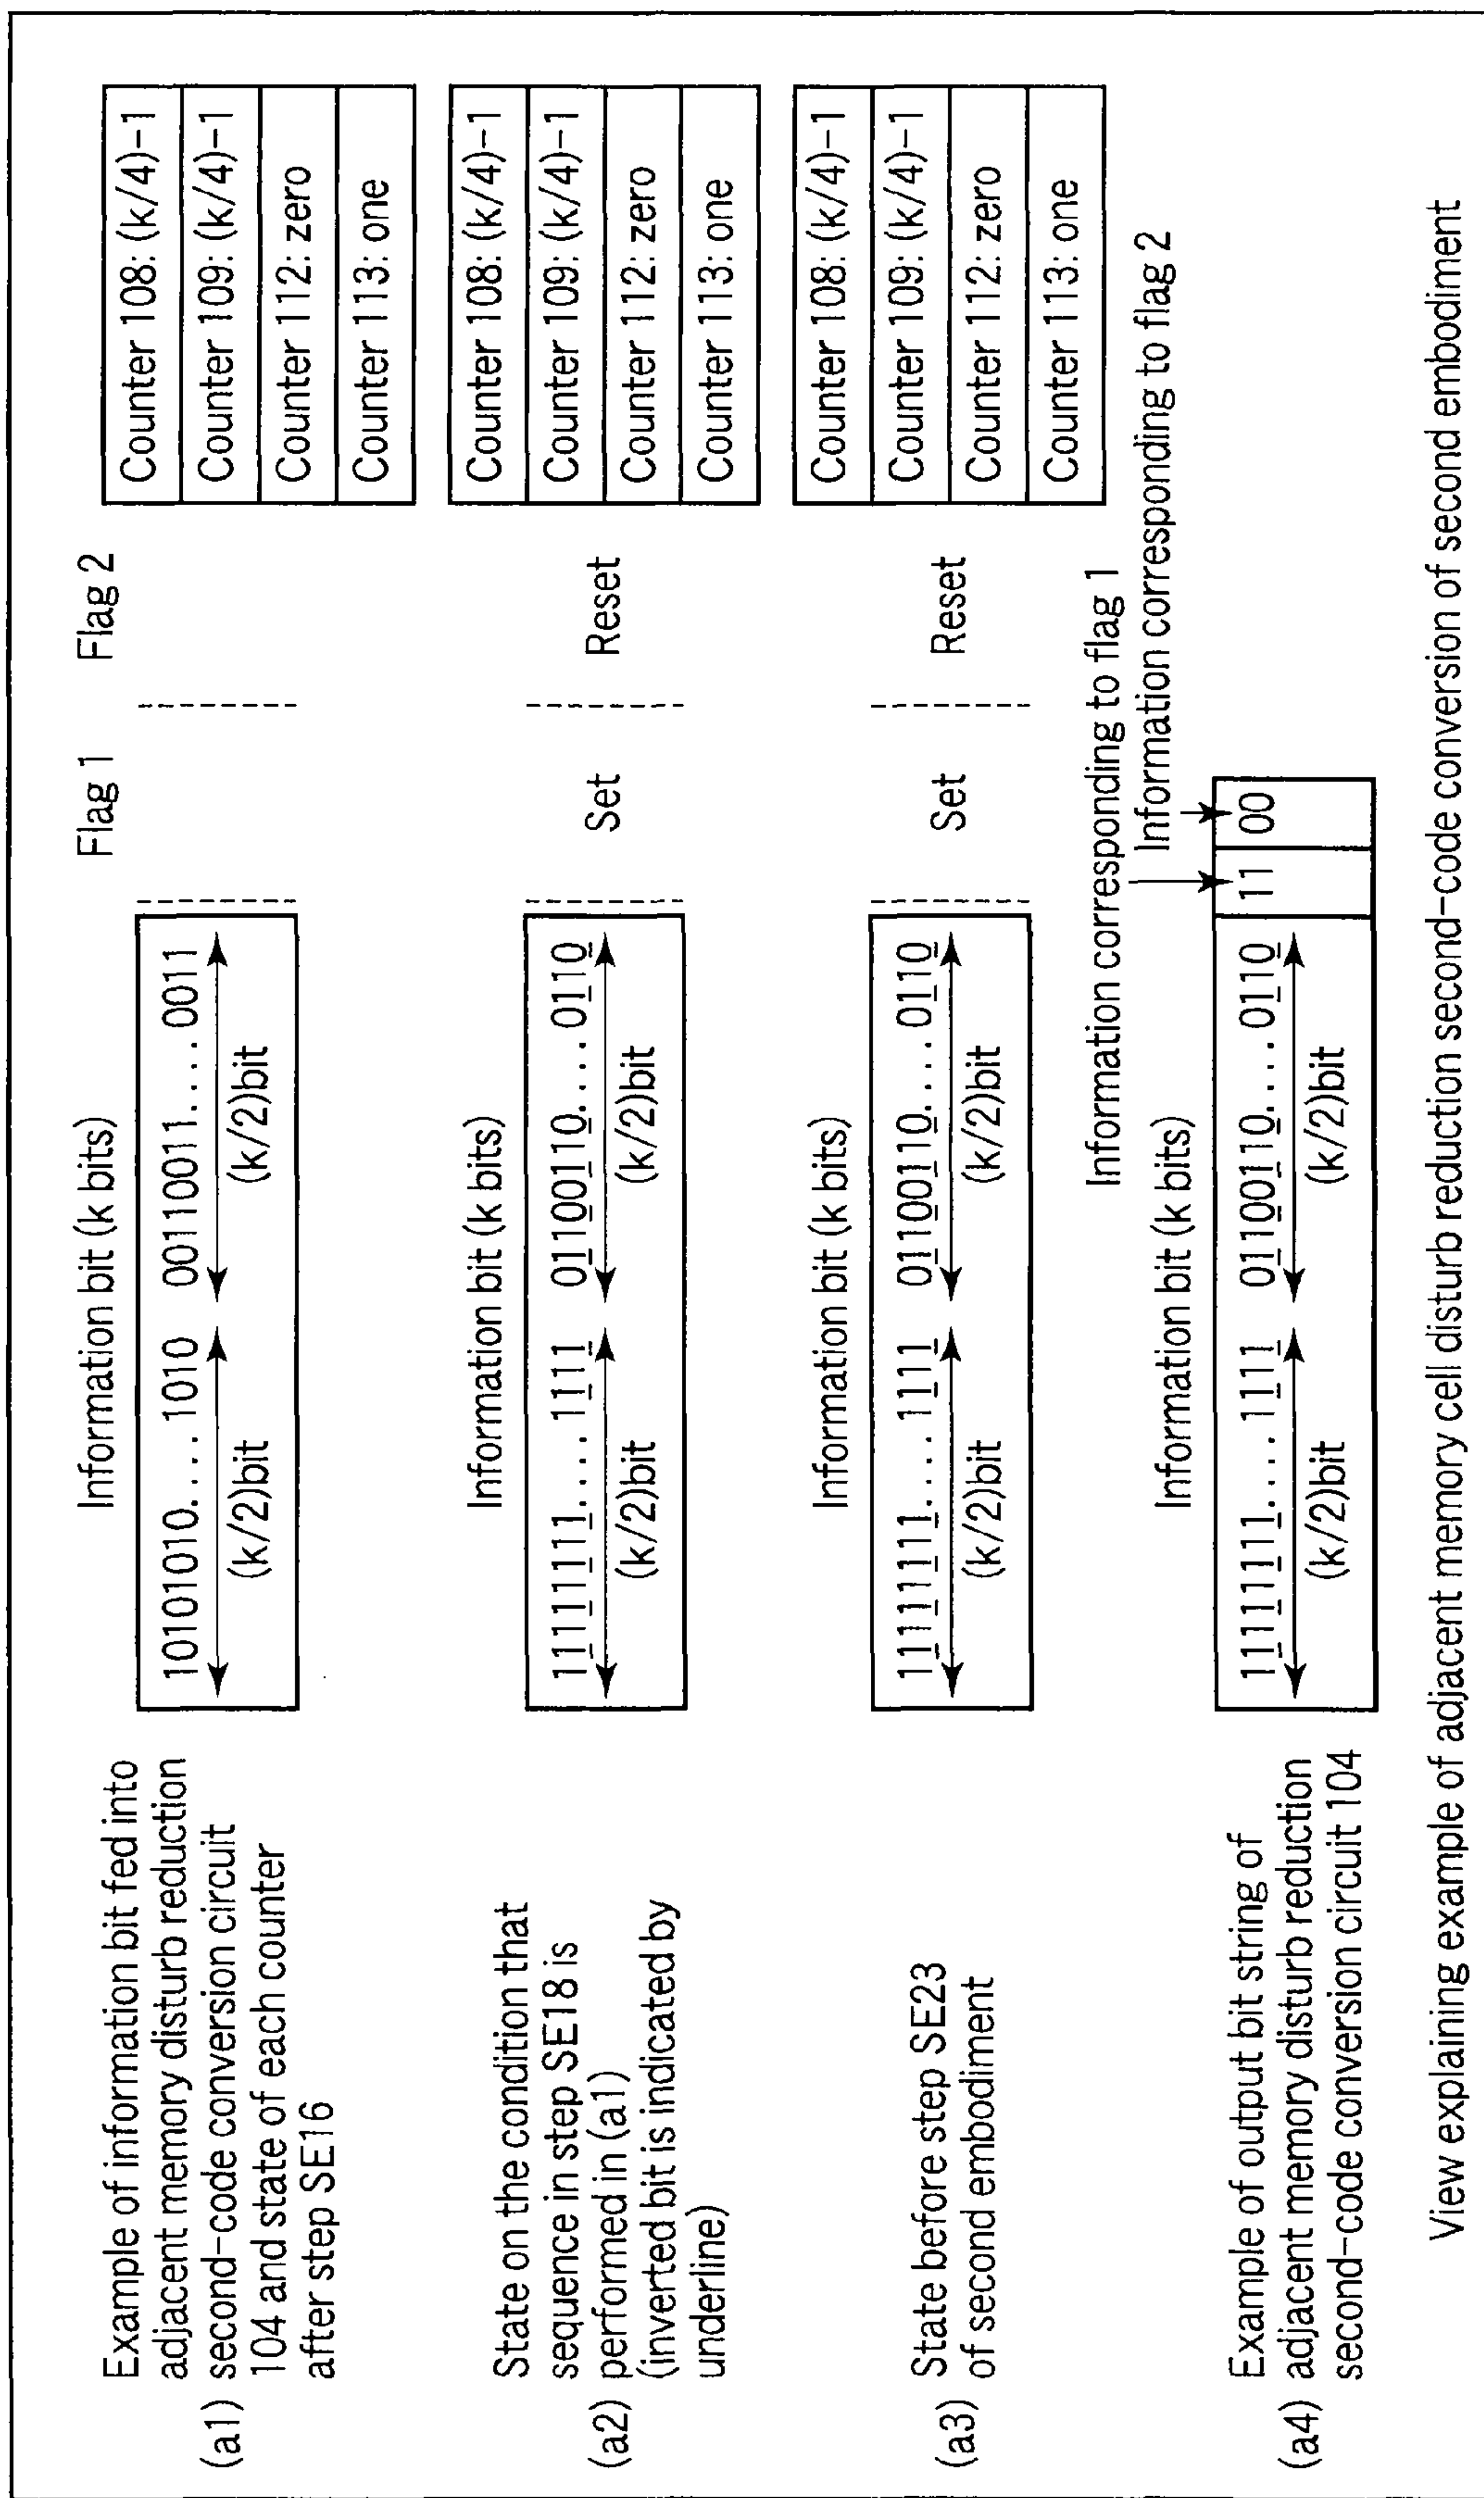 Information bit (k bits)
Flag 1
Flag 2
(a1)
Example of information bit fed into
adjacent memory disturb reduction
second-code conversion circuit
104 and state of each counter
after step SE16
10101010.... 1010
00110011.... 0011
(k/2)bit
(k/2)bit
Counter 108: (k/4)-1
Counter 109: (k/4)-1
Counter 112: zero
Counter 113: one
Information bit (k bits)
(a2)
State on the condition that
sequence in step SE18 is
performed in (a1)
(inverted bit is indicated by
underline)
11111111.... 1111
01100110.... 0110
(k/2)bit
(k/2)bit
Set
Reset
Counter 108: (k/4)-1
Counter 109: (k/4)-1
Counter 112: zero
Counter 113: one
Information bit (k bits)
(a3)
State before step SE23
of second embodiment
11111111.... 1111
01100110.... 0110
(k/2)bit
(k/2)bit
Set
Reset
Counter 108: (k/4)-1
Counter 109: (k/4)-1
Counter 112: zero
Counter 113: one
Information corresponding to flag 1
Information corresponding to flag 2
Information bit (k bits)
(a4)
Example of output bit string of
adjacent memory disturb reduction
second-code conversion circuit 104
11111111.... 1111
01100110.... 0110
11
00
(k/2)bit
(k/2)bit
View explaining example of adjacent memory cell disturb reduction second-code conversion of second embodiment